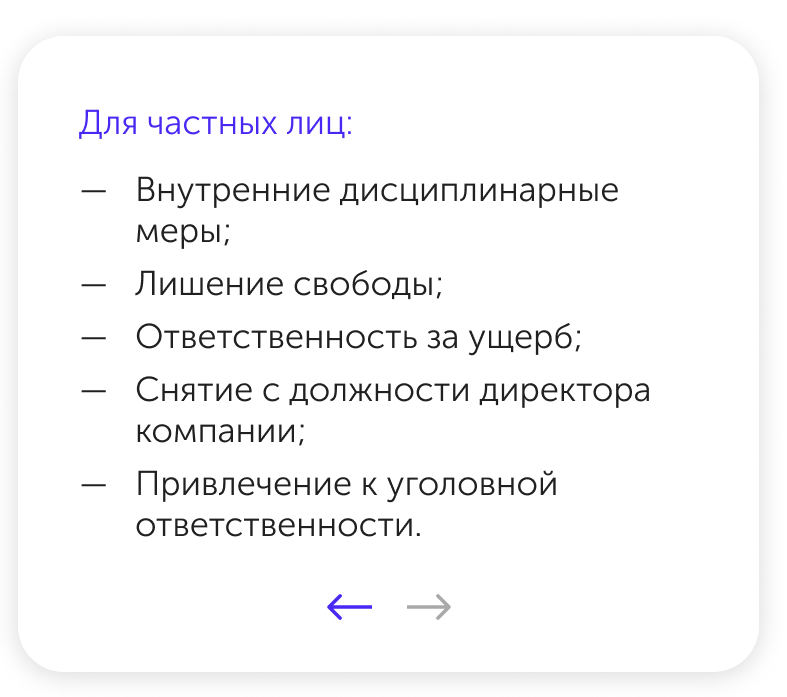 Для частных лиц:
— Внутренние дисциплинарные
меры;
— Лишение свободы;
— Ответственность за ущерб;
— Снятие с должности директора
компании;
— Привлечение к уголовной
ответственности.